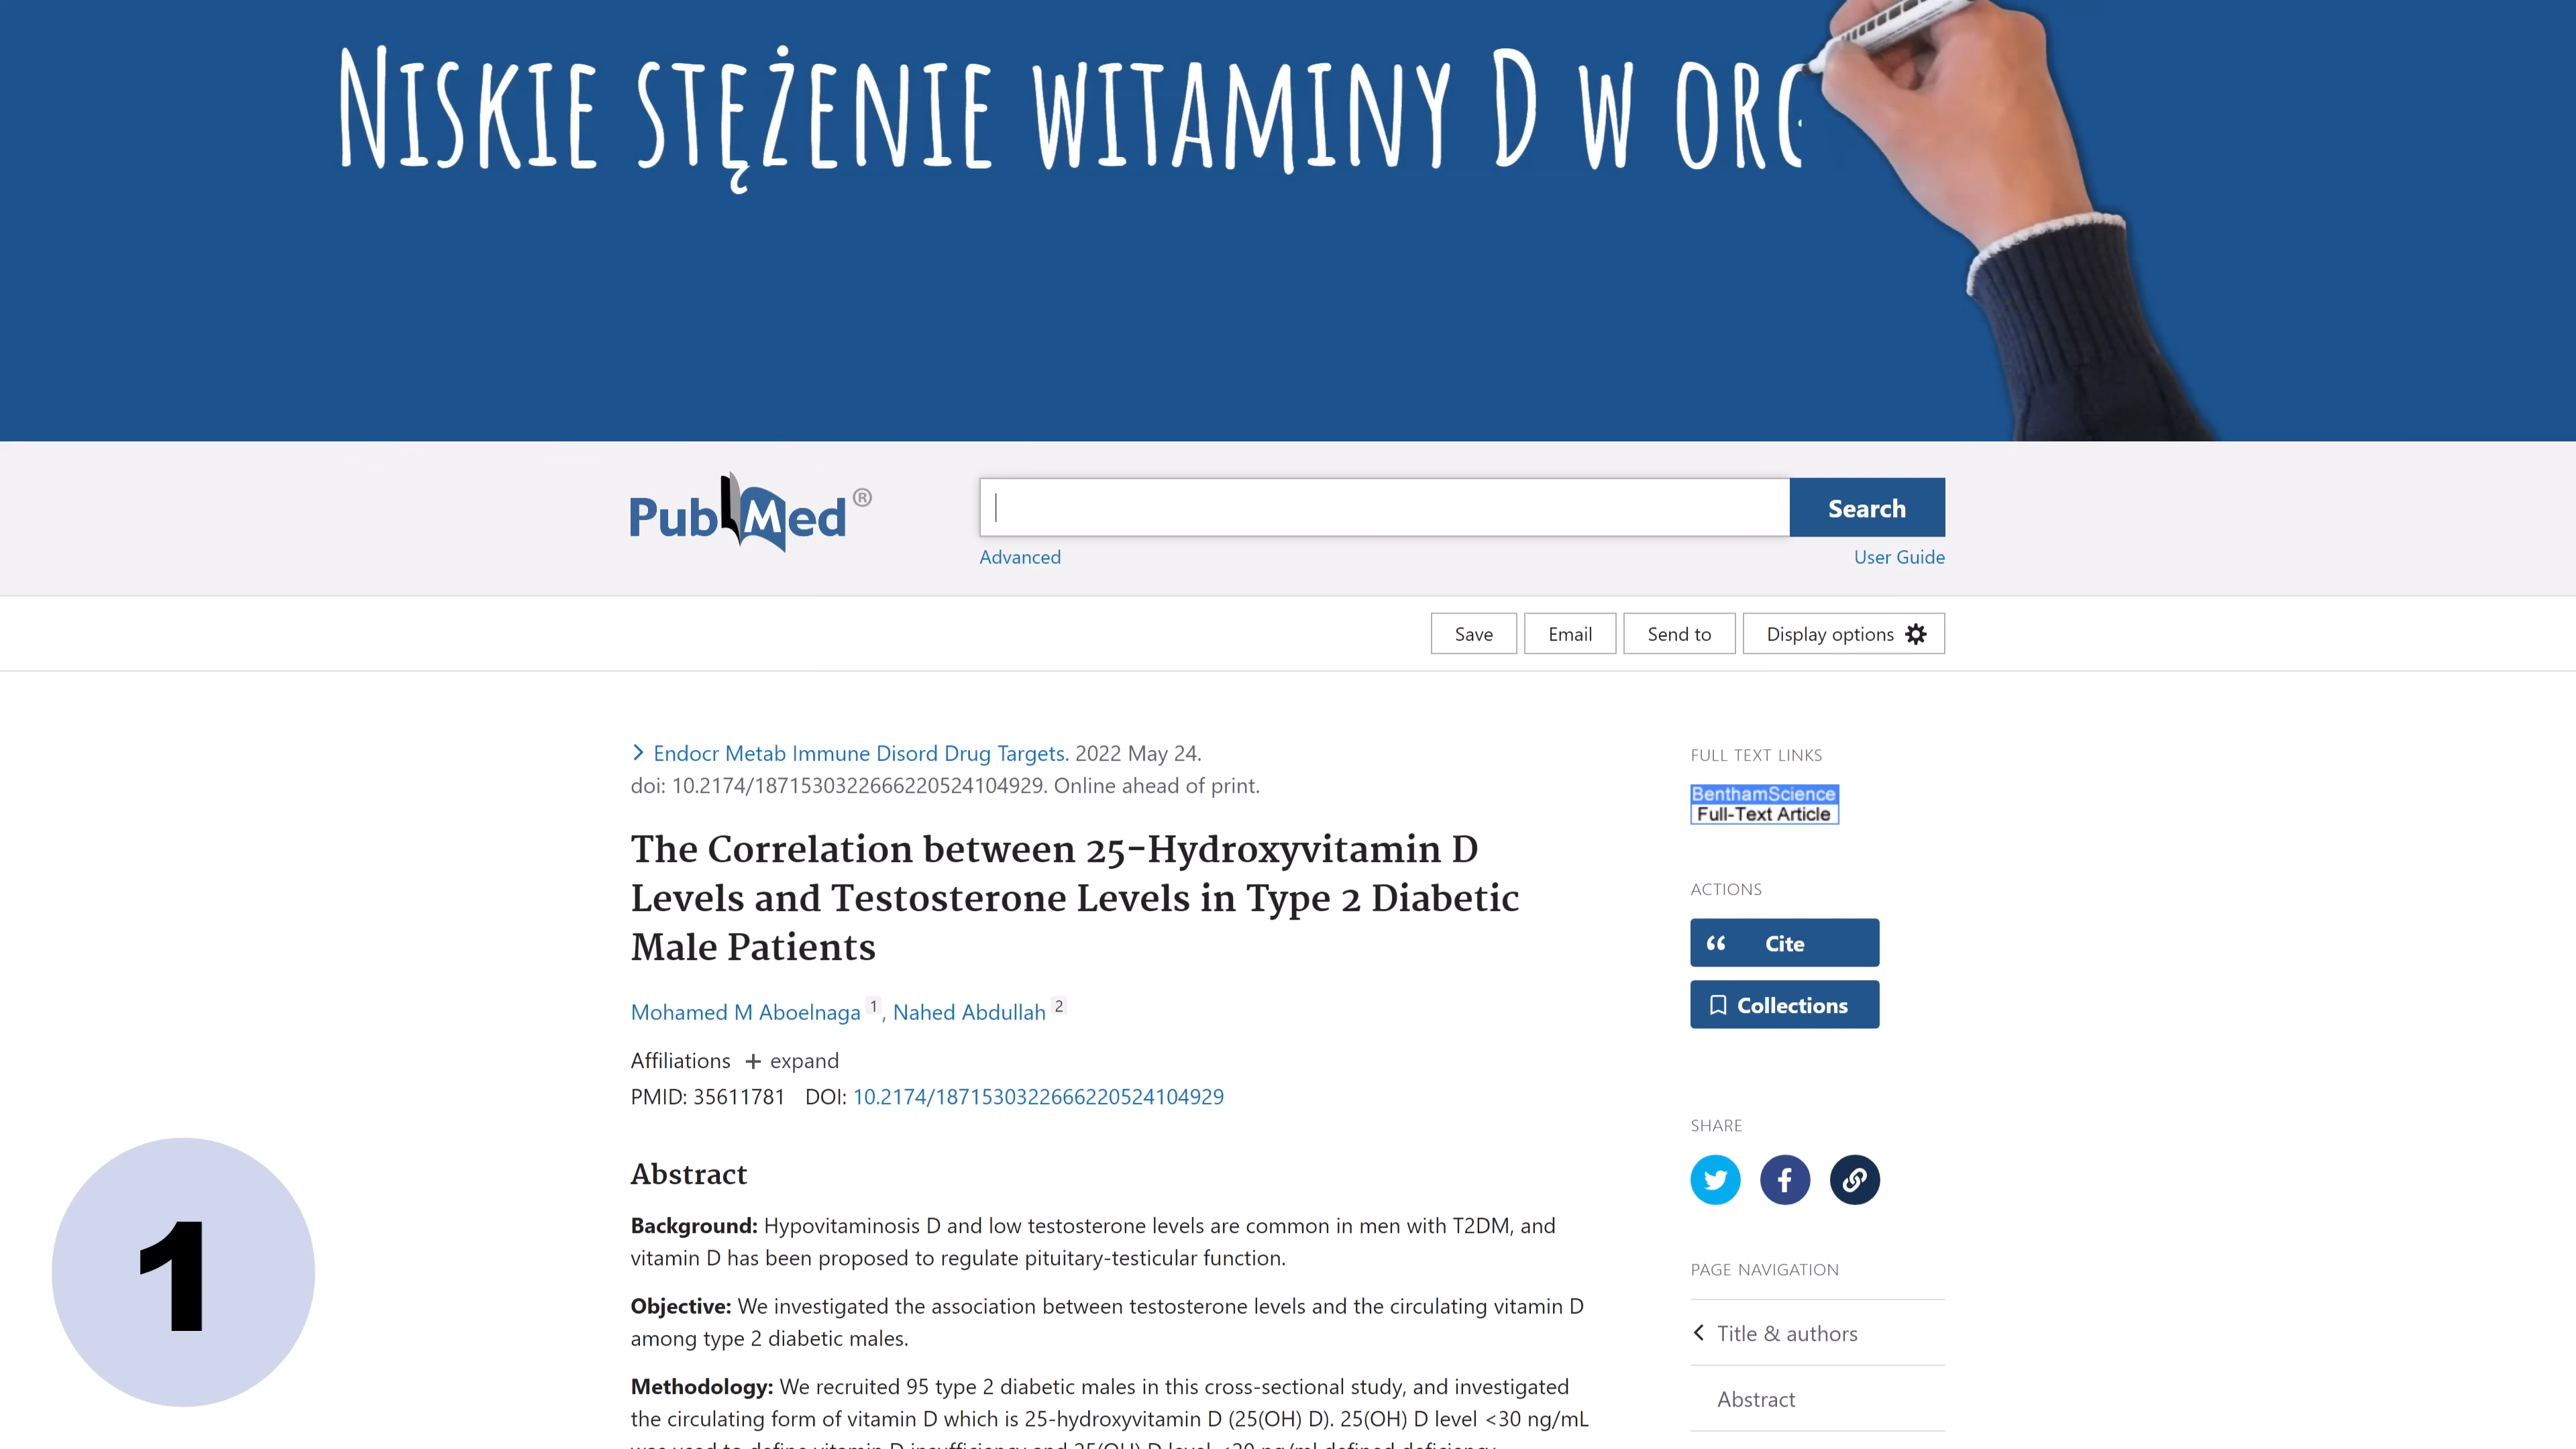 NISKIE STĘŻENIE WITAMINY D W
PubMed®
Search
Advanced
User Guide
Save
Email
Send to
Display options
Endocr Metab Immune Disord Drug Targets. 2022 May 24.
doi: 10.2174/1871530322666220524104929. Online ahead of print.
The Correlation between 25-Hydroxyvitamin D
Levels and Testosterone Levels in Type 2 Diabetic
Male Patients
Mohamed M Aboelnaga 1, Nahed Abdullah 2
Affiliations + expand
PMID: 35611781 DOI: 10.2174/1871530322666220524104929
Abstract
Background: Hypovitaminosis D and low testosterone levels are common in men with T2DM, and
vitamin D has been proposed to regulate pituitary-testicular function.
Objective: We investigated the association between testosterone levels and the circulating vitamin D
among type 2 diabetic males.
Methodology: We recruited 95 type 2 diabetic males in this cross-sectional study, and investigated
the circulating form of vitamin D which is 25-hydroxyvitamin D (25(OH) D). 25(OH) D level <30 ng/mL
FULL TEXT LINKS
BenthamScience
Full-Text Article
ACTIONS
Cite
Collections
SHARE
PAGE NAVIGATION
Title & authors
Abstract
1